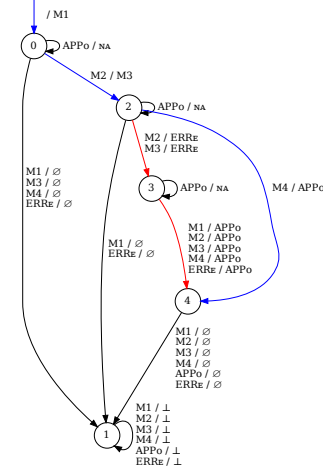 / M1
0
APPO / NA
M2 / M3
2
APPO / NA
M2 / ERRE
M3 / ERRE
3
APPO / NA
M4 / APPO
M1 / ∅
M3 / ∅
M4 / ∅
ERRE / ∅
M1 / ∅
ERRE / ∅
M1 / APPO
M2 / APPO
M3 / APPO
M4 / APPO
ERRE / APPO
4
M1 / ∅
M2 / ∅
M3 / ∅
M4 / ∅
APPO / ∅
ERRE / ∅
1
M1 / ⊥
M2 / ⊥
M3 / ⊥
M4 / ⊥
APPO / ⊥
ERRE / ⊥